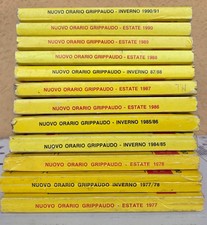 NUOVO ORARIO GRIPPAUDO - INVERNO 1990/91
NUOVO ORARIO GRIPPAUDO - ESTATE 1990
NUOVO ORARIO GRIPPAUDO - ESTATE 1989
NUOVO ORARIO GRIPPAUDO - ESTATE 1988
NUOVO ORARIO GRIPPAUDO - INVERNO 87/88
NUOVO ORARIO GRIPPAUDO - ESTATE 1987
NUOVO ORARIO GRIPPAUDO - ESTATE 1986
NUOVO ORARIO GRIPPAUDO - INVERNO 1985/86
NUOVO ORARIO GRIPPAUDO - INVERNO 1984/85
NUOVO ORARIO GRIPPAUDO - ESTATE 1978
NUOVO ORARIO GRIPPAUDO INVERNO 1977/78
NUOVO ORARIO GRIPPAUDO - ESTATE 1977